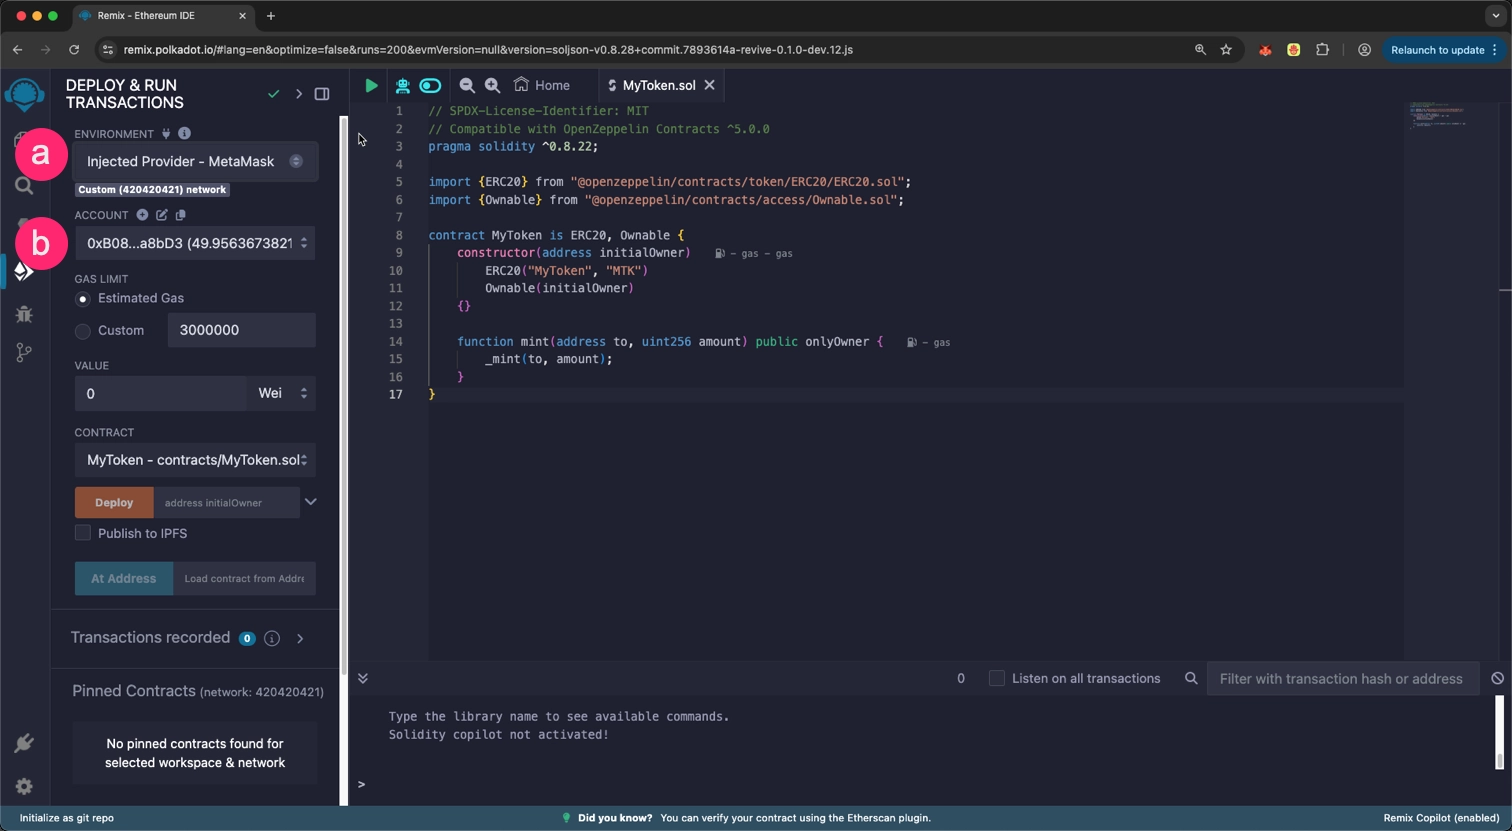 Remix - Ethereum IDE
remix.polkadot.io/#lang=en&optimize=false&runs=200&evmVersion=null&version=soljson-v0.8.28+commit.7893614a-revive-0.1.0-dev.12.js
Relaunch to update
DEPLOY & RUN
TRANSACTIONS
a
ENVIRONMENT
Injected Provider - MetaMask
Custom (420420421) network
b
ACCOUNT
0xB08...a8bD3 (49.9563673821
GAS LIMIT
Estimated Gas
Custom 3000000
VALUE
0 Wei
CONTRACT
MyToken - contracts/MyToken.sol
Deploy address initialOwner
Publish to IPFS
At Address Load contract from Addre
Transactions recorded 0
Pinned Contracts (network: 420420421)
No pinned contracts found for
selected workspace & network
Home MyToken.sol
1 // SPDX-License-Identifier: MIT
2 // Compatible with OpenZeppelin Contracts ^5.0.0
3 pragma solidity ^0.8.22;
4
5 import {ERC20} from "@openzeppelin/contracts/token/ERC20/ERC20.sol";
6 import {Ownable} from "@openzeppelin/contracts/access/Ownable.sol";
7
8 contract MyToken is ERC20, Ownable {
9 constructor(address initialOwner) - gas - gas
10 ERC20("MyToken", "MTK")
11 Ownable(initialOwner)
12 {}
13
14 function mint(address to, uint256 amount) public onlyOwner { - gas
15 _mint(to, amount);
16 }
17 }
0 Listen on all transactions Filter with transaction hash or address
Type the library name to see available commands.
Solidity copilot not activated!
>
Initialize as git repo Did you know? You can verify your contract using the Etherscan plugin. Remix Copilot (enabled)